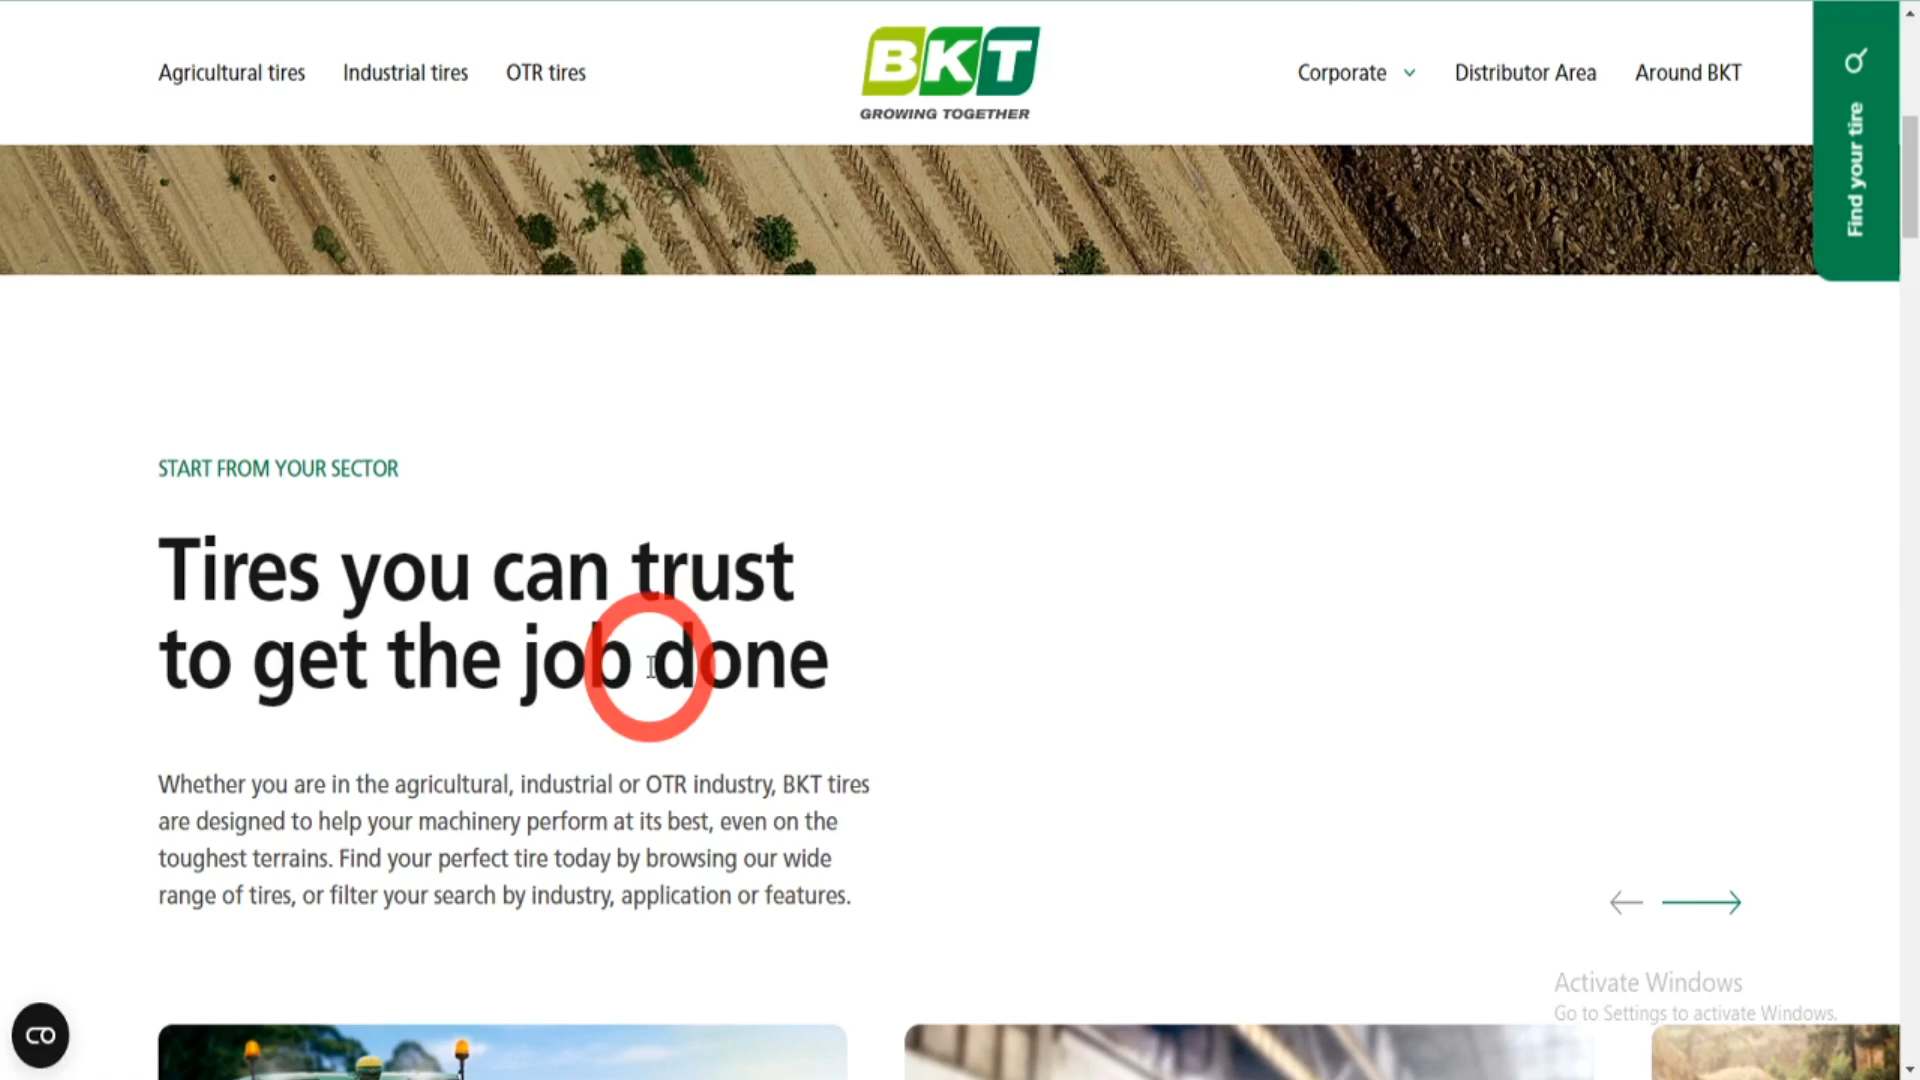 Agricultural tires
Industrial tires
OTR tires
BKT
GROWING TOGETHER
Corporate
Distributor Area
Around BKT
Find your tire
START FROM YOUR SECTOR
Tires you can trust
to get the job done
Whether you are in the agricultural, industrial or OTR industry, BKT tires
are designed to help your machinery perform at its best, even on the
toughest terrains. Find your perfect tire today by browsing our wide
range of tires, or filter your search by industry, application or features.
Activate Windows
Go to Settings to activate Windows.